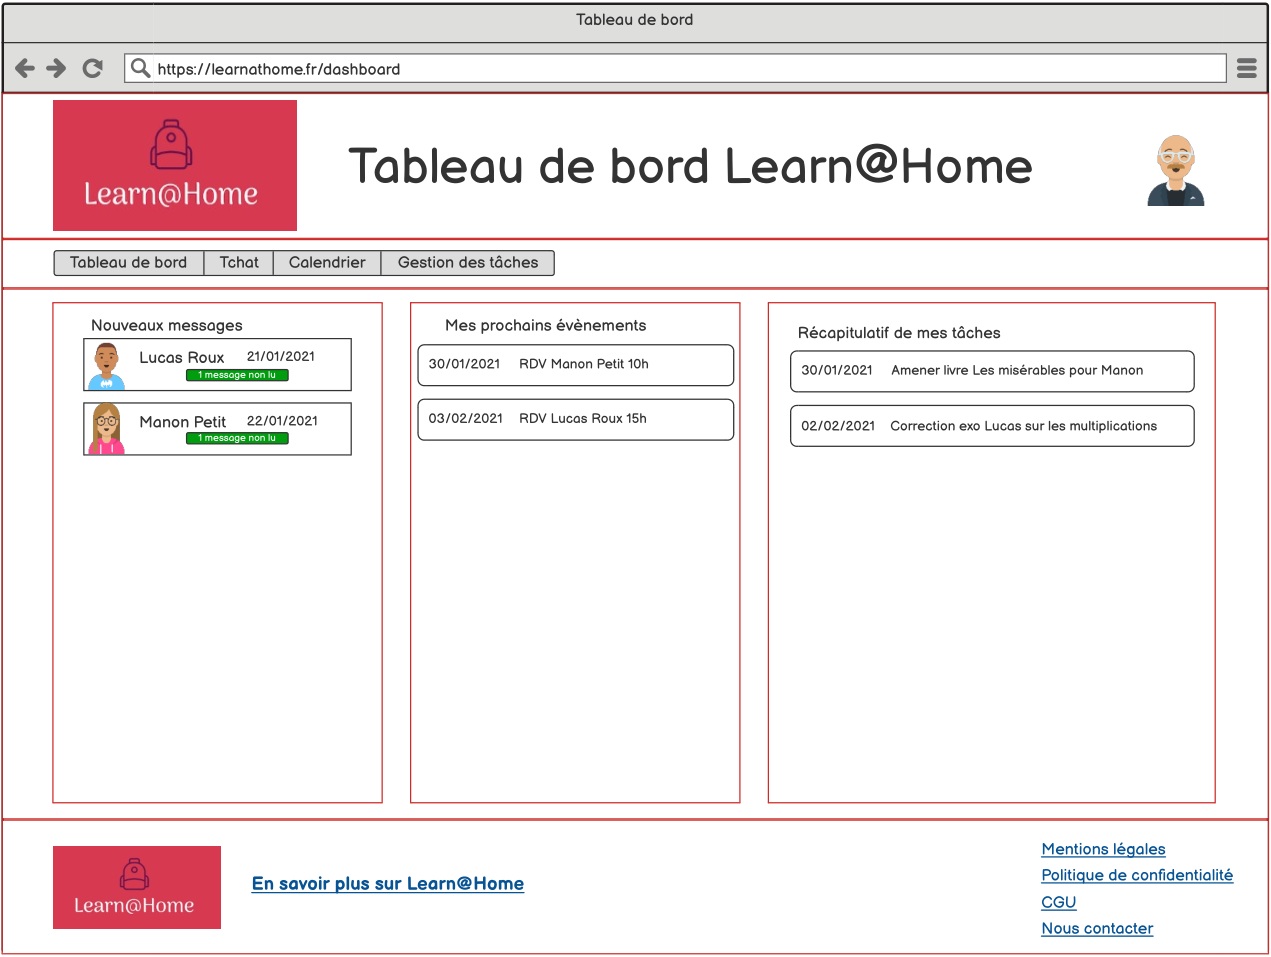 Tableau de bord
https://learnathome.fr/dashboard
Learn@Home
Tableau de bord Learn@Home
Tableau de bord Tchat Calendrier Gestion des tâches
Nouveaux messages
Lucas Roux 21/01/2021
1 message non lu
Manon Petit 22/01/2021
1 message non lu
Mes prochains évènements
30/01/2021 RDV Manon Petit 10h
03/02/2021 RDV Lucas Roux 15h
Récapitulatif de mes tâches
30/01/2021 Amener livre Les misérables pour Manon
02/02/2021 Correction exo Lucas sur les multiplications
Learn@Home
En savoir plus sur Learn@Home
Mentions légales
Politique de confidentialité
CGU
Nous contacter